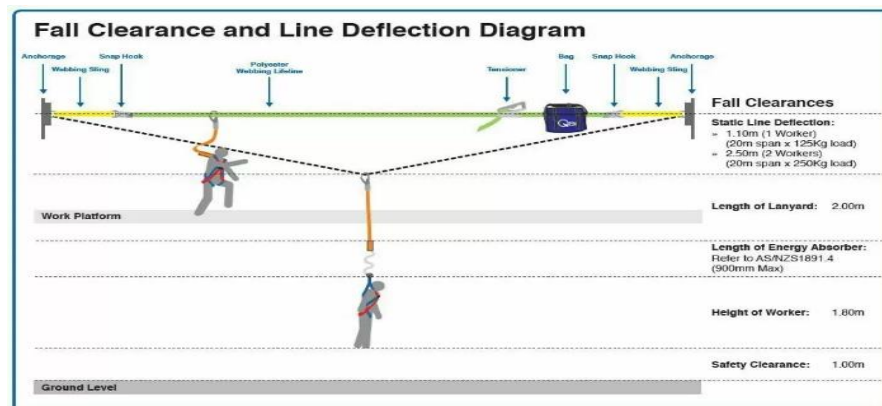 Fall Clearance and Line Deflection Diagram
Anchorage
Webbing Sling
Snap Hook
Polyester
Webbing Lifeline
Tensioner
Bag
Snap Hook
Webbing Sling
Anchorage
Fall Clearances
Static Line Deflection:
- 1.10m (1 Worker)
(20m span x 125Kg load)
- 2.50m (2 Workers)
(20m span x 250Kg load)
Length of Lanyard: 2.00m
Work Platform
Length of Energy Absorber:
Refer to AS/NZS1891.4
(900mm Max)
Height of Worker: 1.80m
Safety Clearance: 1.00m
Ground Level